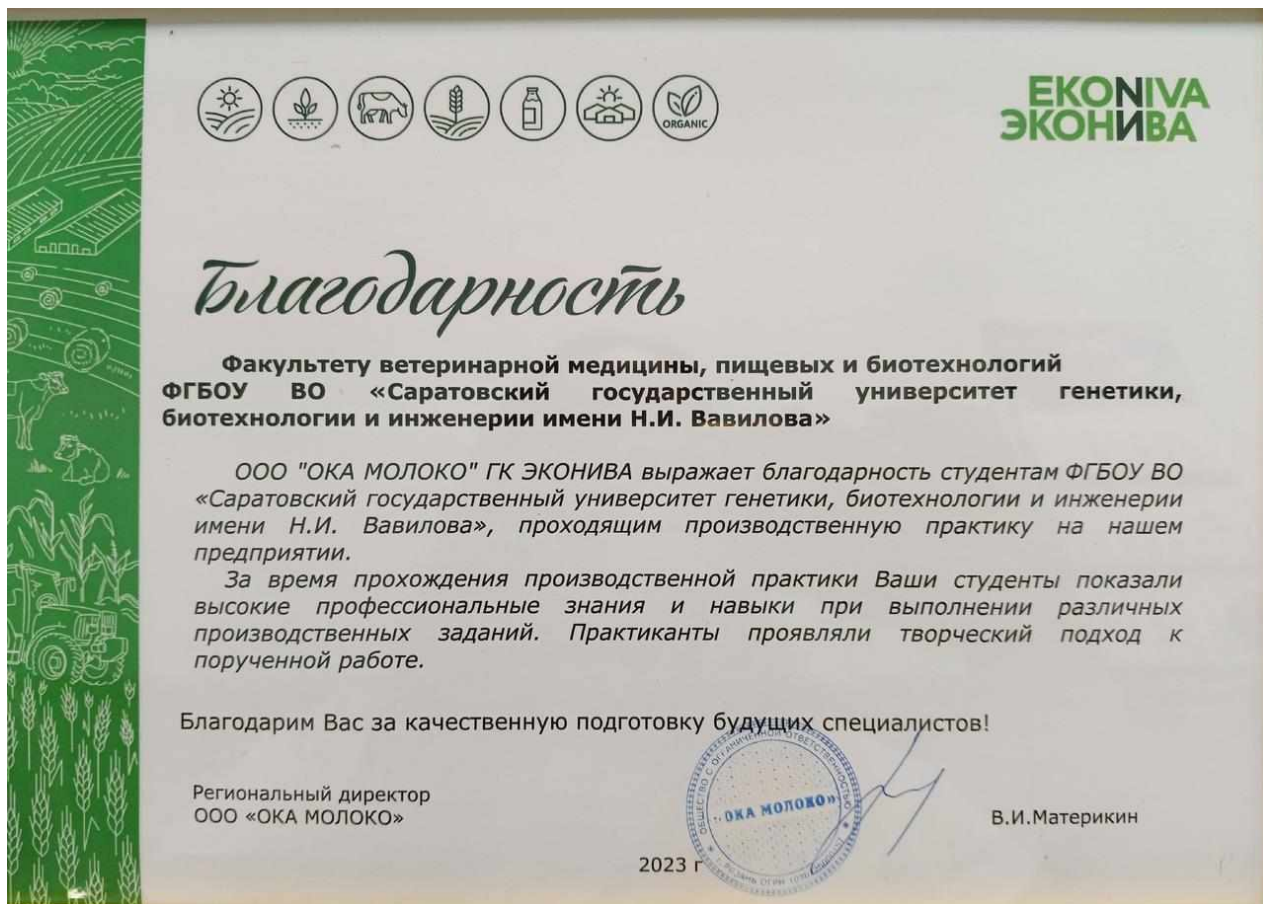 ORGANIC
EKONIVA
ЭКОНИВА
Благодарность
Факультету ветеринарной медицины, пищевых и биотехнологий
ФГБОУ ВО «Саратовский государственный университет генетики,
биотехнологии и инженерии имени Н.И. Вавилова»
ООО "ОКА МОЛОКО" ГК ЭКОНИВА выражает благодарность студентам ФГБОУ ВО
«Саратовский государственный университет генетики, биотехнологии и инженерии
имени Н.И. Вавилова», проходящим производственную практику на нашем
предприятии.
За время прохождения производственной практики Ваши студенты показали
высокие профессиональные знания и навыки при выполнении различных
производственных заданий. Практиканты проявляли творческий подход к
порученной работе.
Благодарим Вас за качественную подготовку будущих специалистов!
Региональный директор
ООО «ОКА МОЛОКО»
ОБЩЕСТВО С ОГРАНИЧЕННОЙ ОТВЕТСТВЕННОСТЬЮ
ОКА МОЛОКО»
В.И.Материкин
2023 г